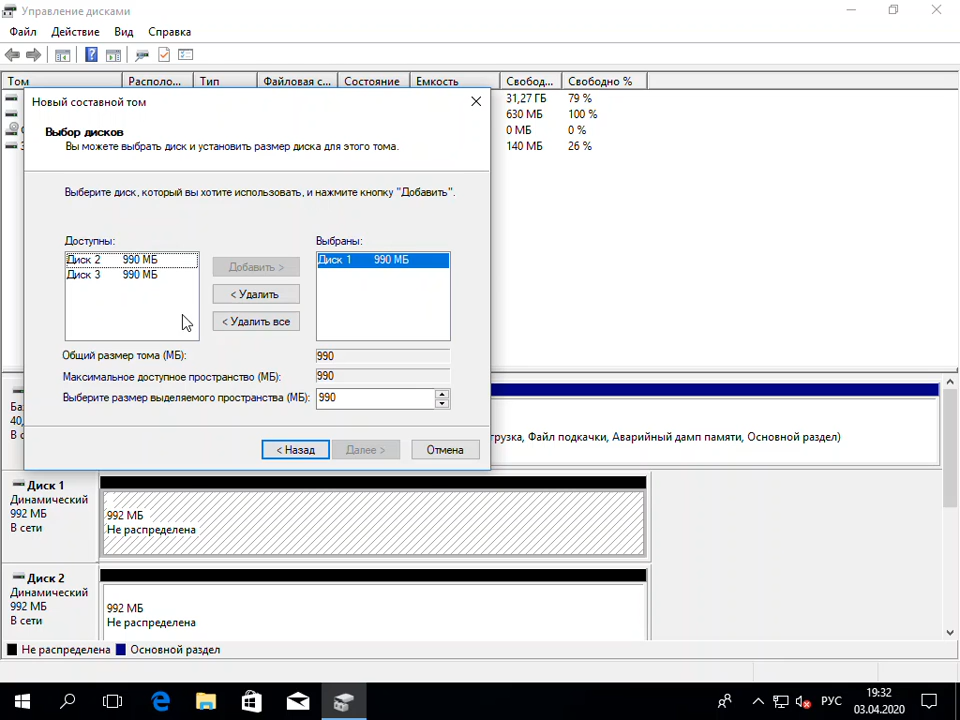 Управление дисками
Файл Действие Вид Справка
Том Располо... Тип Файловая с... Состояние Емкость Свобод... Свободно %
31,27 ГБ 79 %
630 МБ 100 %
0 МБ 0 %
140 МБ 26 %
Новый составной том
Выбор дисков
Вы можете выбрать диск и установить размер диска для этого тома.
Выберите диск, который вы хотите использовать, и нажмите кнопку "Добавить".
Доступны: Выбраны:
Диск 2 990 МБ
Диск 3 990 МБ
Добавить >
< Удалить
< Удалить все
Диск 1 990 МБ
Общий размер тома (МБ): 990
Максимальное доступное пространство (МБ): 990
Выберите размер выделяемого пространства (МБ): 990
< Назад Далее > Отмена
Ба
40,
В с
грузка, Файл подкачки, Аварийный дамп памяти, Основной раздел)
Диск 1
Динамический
992 МБ
В сети
992 МБ
Не распределена
Диск 2
Динамический
992 МБ
В сети
992 МБ
Не распределена
Не распределена Основной раздел
РУС
19:32
03.04.2020